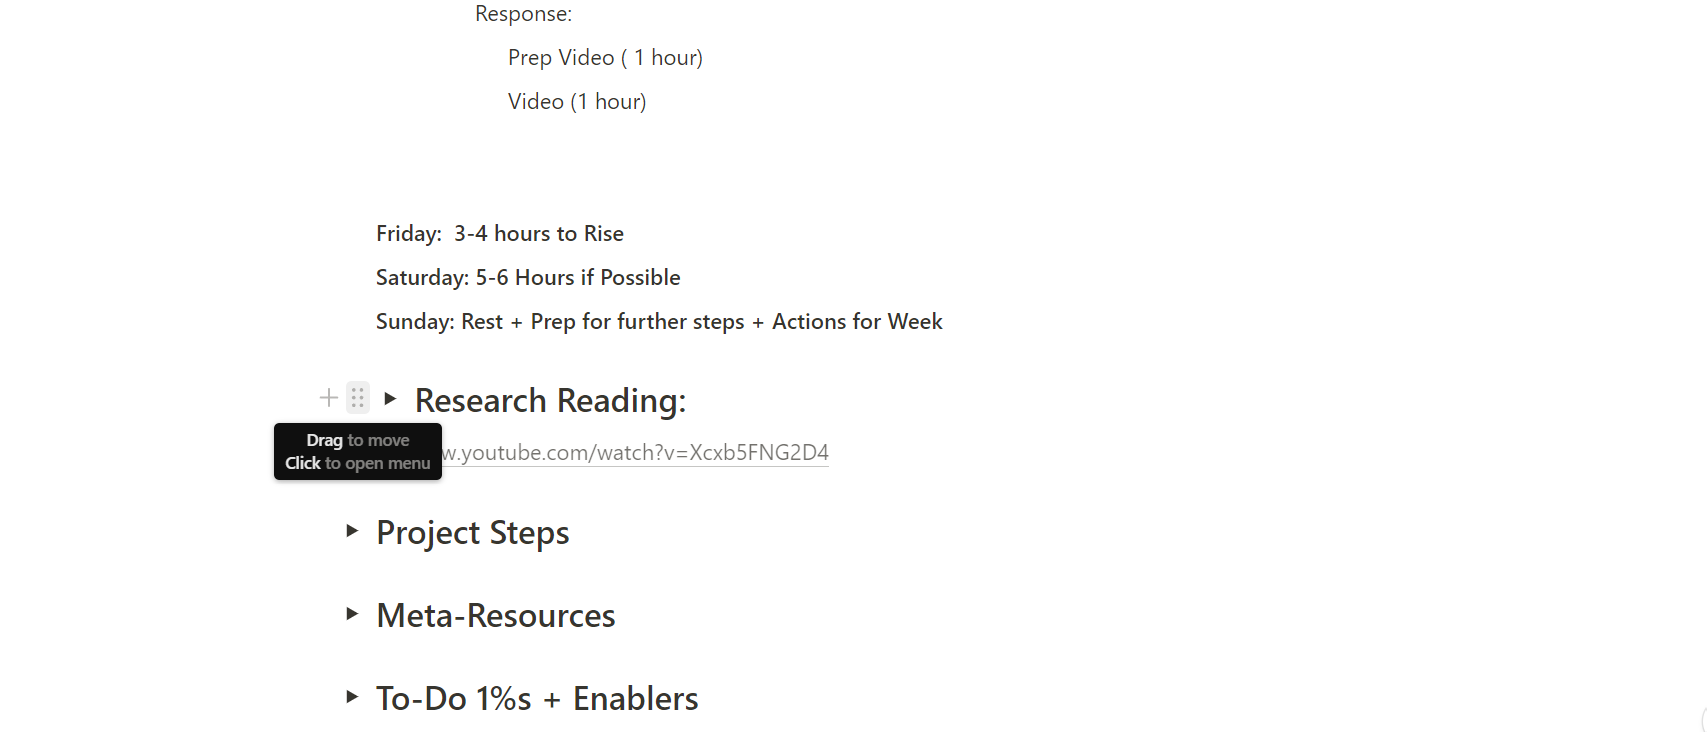 Response:
Prep Video ( 1 hour)
Video (1 hour)
Friday:  3-4 hours to Rise
Saturday: 5-6 Hours if Possible
Sunday: Rest + Prep for further steps + Actions for Week
Research Reading:
Drag to move
Click to open menu
w.youtube.com/watch?v=Xcxb5FNG2D4
Project Steps
Meta-Resources
To-Do 1%s + Enablers